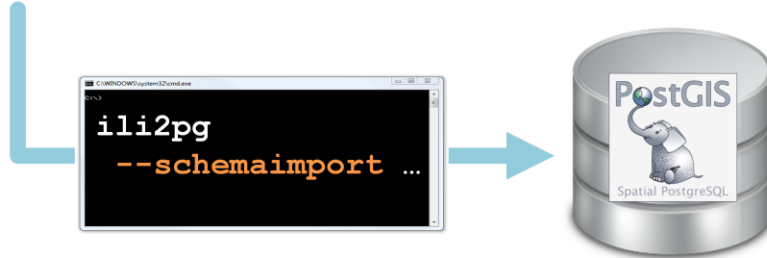 C:\WINDOWS\system32\cmd.exe
C:\>
ili2pg
--schemaimport …
PostGIS
Spatial PostgreSQL